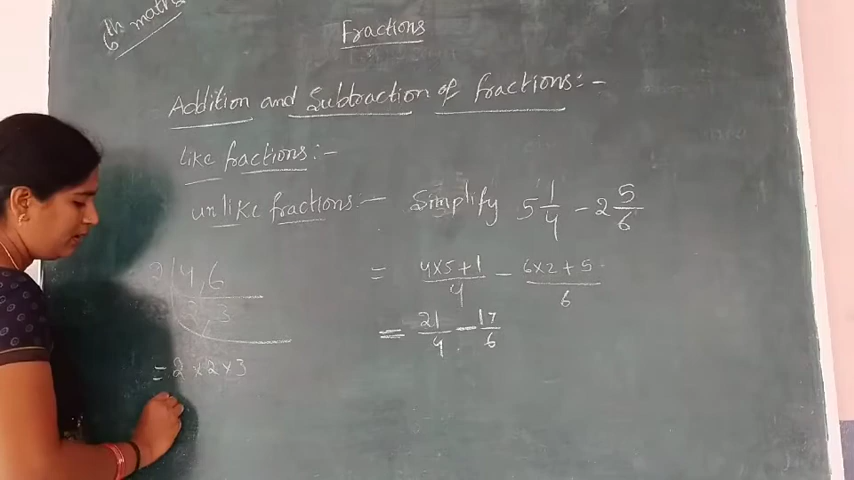 6th maths
Fractions
Addition and Subtraction of fractions:-
like fractions:-
unlike fractions:- Simplify 5 1/4 - 2 5/6
2 | 4, 6
2, 3
= (4×5+1)/4 - (6×2+5)/6
= 21/4 - 17/6
= 2×2×3